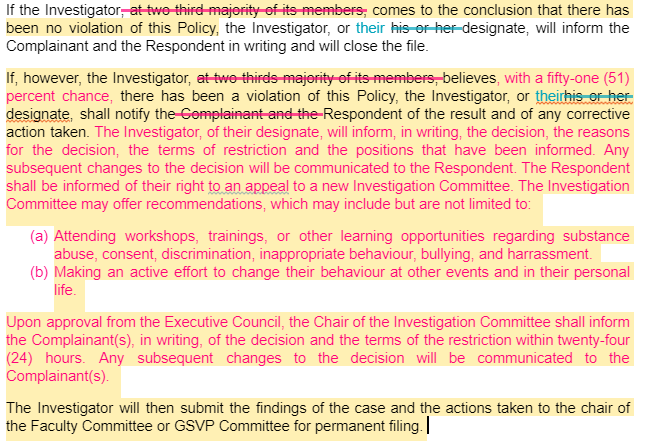 If the Investigator, at two third majority of its members, comes to the conclusion that there has
been no violation of this Policy, the Investigator, or their his or her designate, will inform the
Complainant and the Respondent in writing and will close the file.
If, however, the Investigator, at two thirds majority of its members, believes, with a fifty-one (51)
percent chance, there has been a violation of this Policy, the Investigator, or theirhis or her
designate, shall notify the Complainant and the Respondent of the result and of any corrective
action taken. The Investigator, of their designate, will inform, in writing, the decision, the reasons
for the decision, the terms of restriction and the positions that have been informed. Any
subsequent changes to the decision will be communicated to the Respondent. The Respondent
shall be informed of their right to an appeal to a new Investigation Committee. The Investigation
Committee may offer recommendations, which may include but are not limited to:
(a) Attending workshops, trainings, or other learning opportunities regarding substance
abuse, consent, discrimination, inappropriate behaviour, bullying, and harrassment.
(b) Making an active effort to change their behaviour at other events and in their personal
life.
Upon approval from the Executive Council, the Chair of the Investigation Committee shall inform
the Complainant(s), in writing, of the decision and the terms of the restriction within twenty-four
(24) hours. Any subsequent changes to the decision will be communicated to the
Complainant(s).
The Investigator will then submit the findings of the case and the actions taken to the chair of
the Faculty Committee or GSVP Committee for permanent filing.